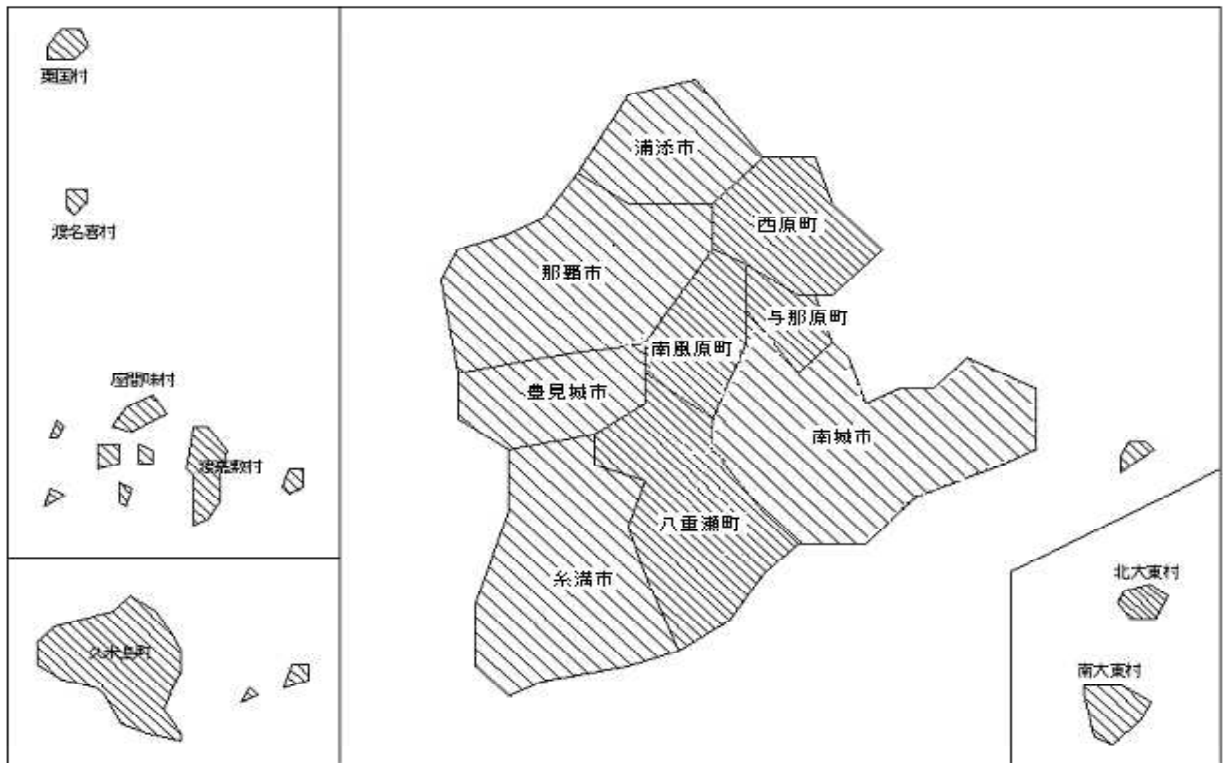 粟国村
渡名喜村
座間味村
渡嘉敷村
久米島町
浦添市
西原町
那覇市
与那原町
南風原町
豊見城市
南城市
八重瀬町
糸満市
北大東村
南大東村